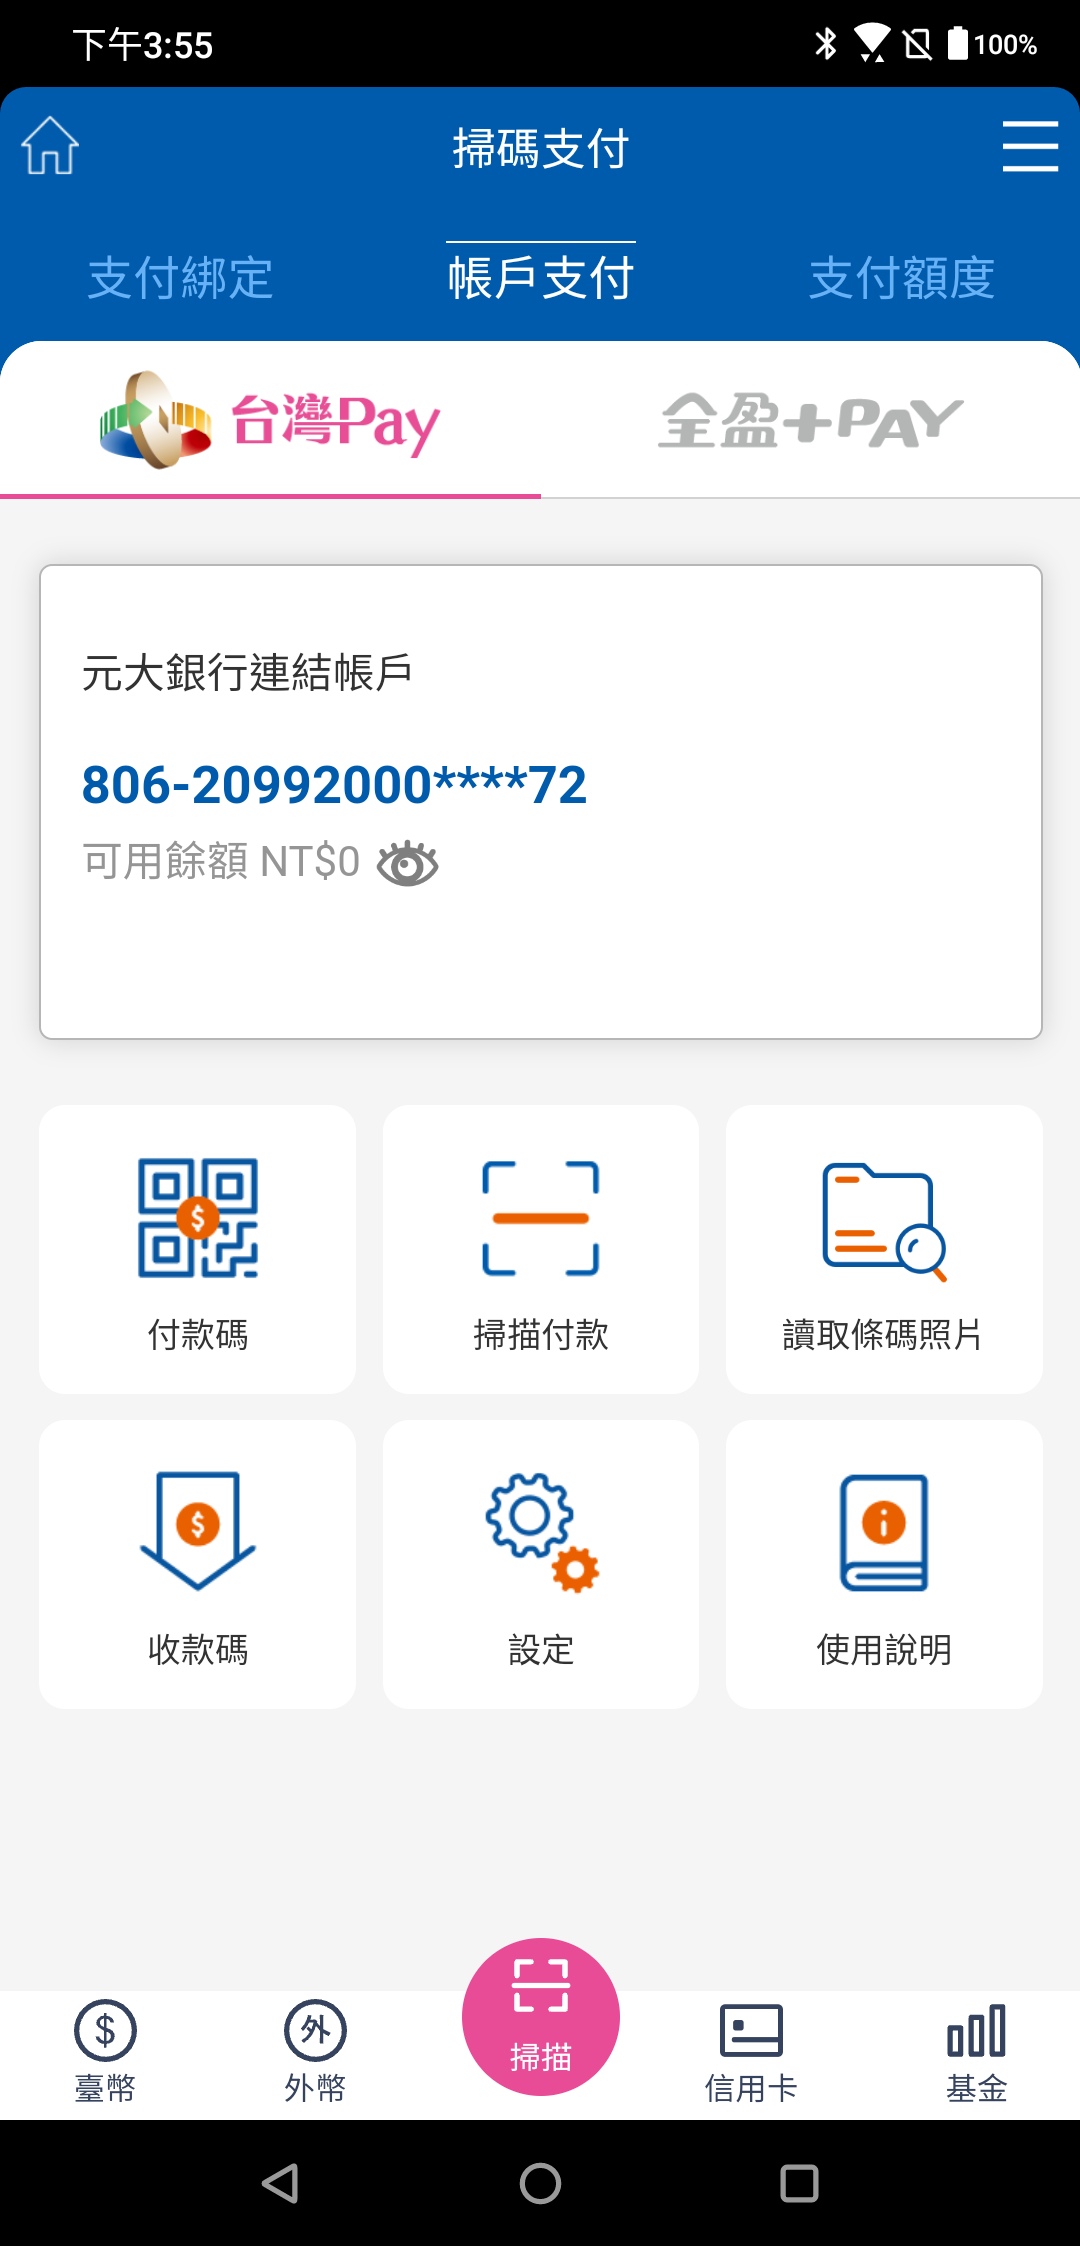 下午3:55
100%
掃碼支付
支付綁定
帳戶支付
支付額度
台灣Pay
全盈+PAY
元大銀行連結帳戶
806-20992000****72
可用餘額 NT$0
付款碼
掃描付款
讀取條碼照片
收款碼
設定
使用說明
臺幣
外
外幣
掃描
信用卡
基金